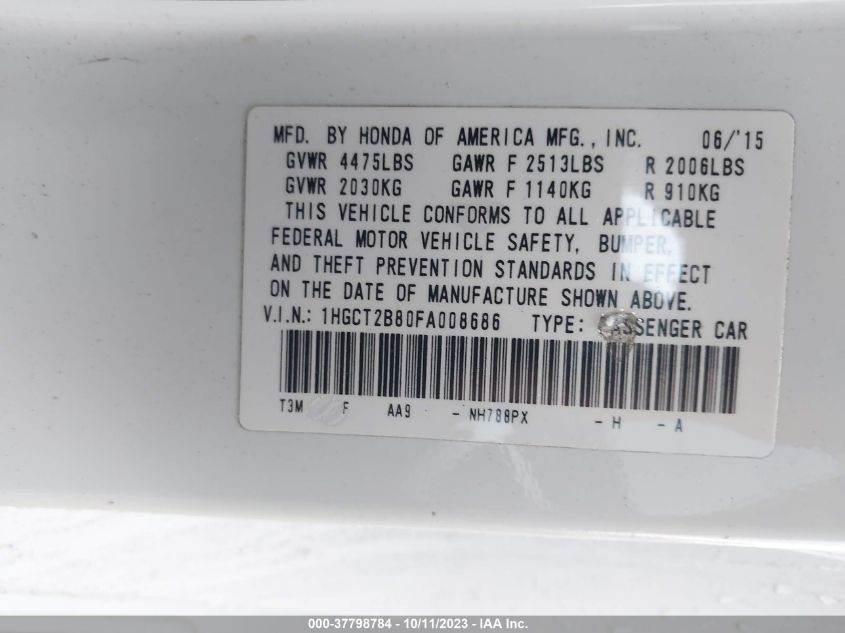 MFD. BY HONDA OF AMERICA MFG., INC. 06/'15
GVWR 4475LBS GAWR F 2513LBS R 2006LBS
GVWR 2030KG GAWR F 1140KG R 910KG
THIS VEHICLE CONFORMS TO ALL APPLICABLE
FEDERAL MOTOR VEHICLE SAFETY, BUMPER,
AND THEFT PREVENTION STANDARDS IN EFFECT
ON THE DATE OF MANUFACTURE SHOWN ABOVE.
V.I.N.: 1HGCT2B80FA008686 TYPE: PASSENGER CAR
T3M F AA9 - NH788PX - H - A
000-37798784 - 10/11/2023 - IAA Inc.